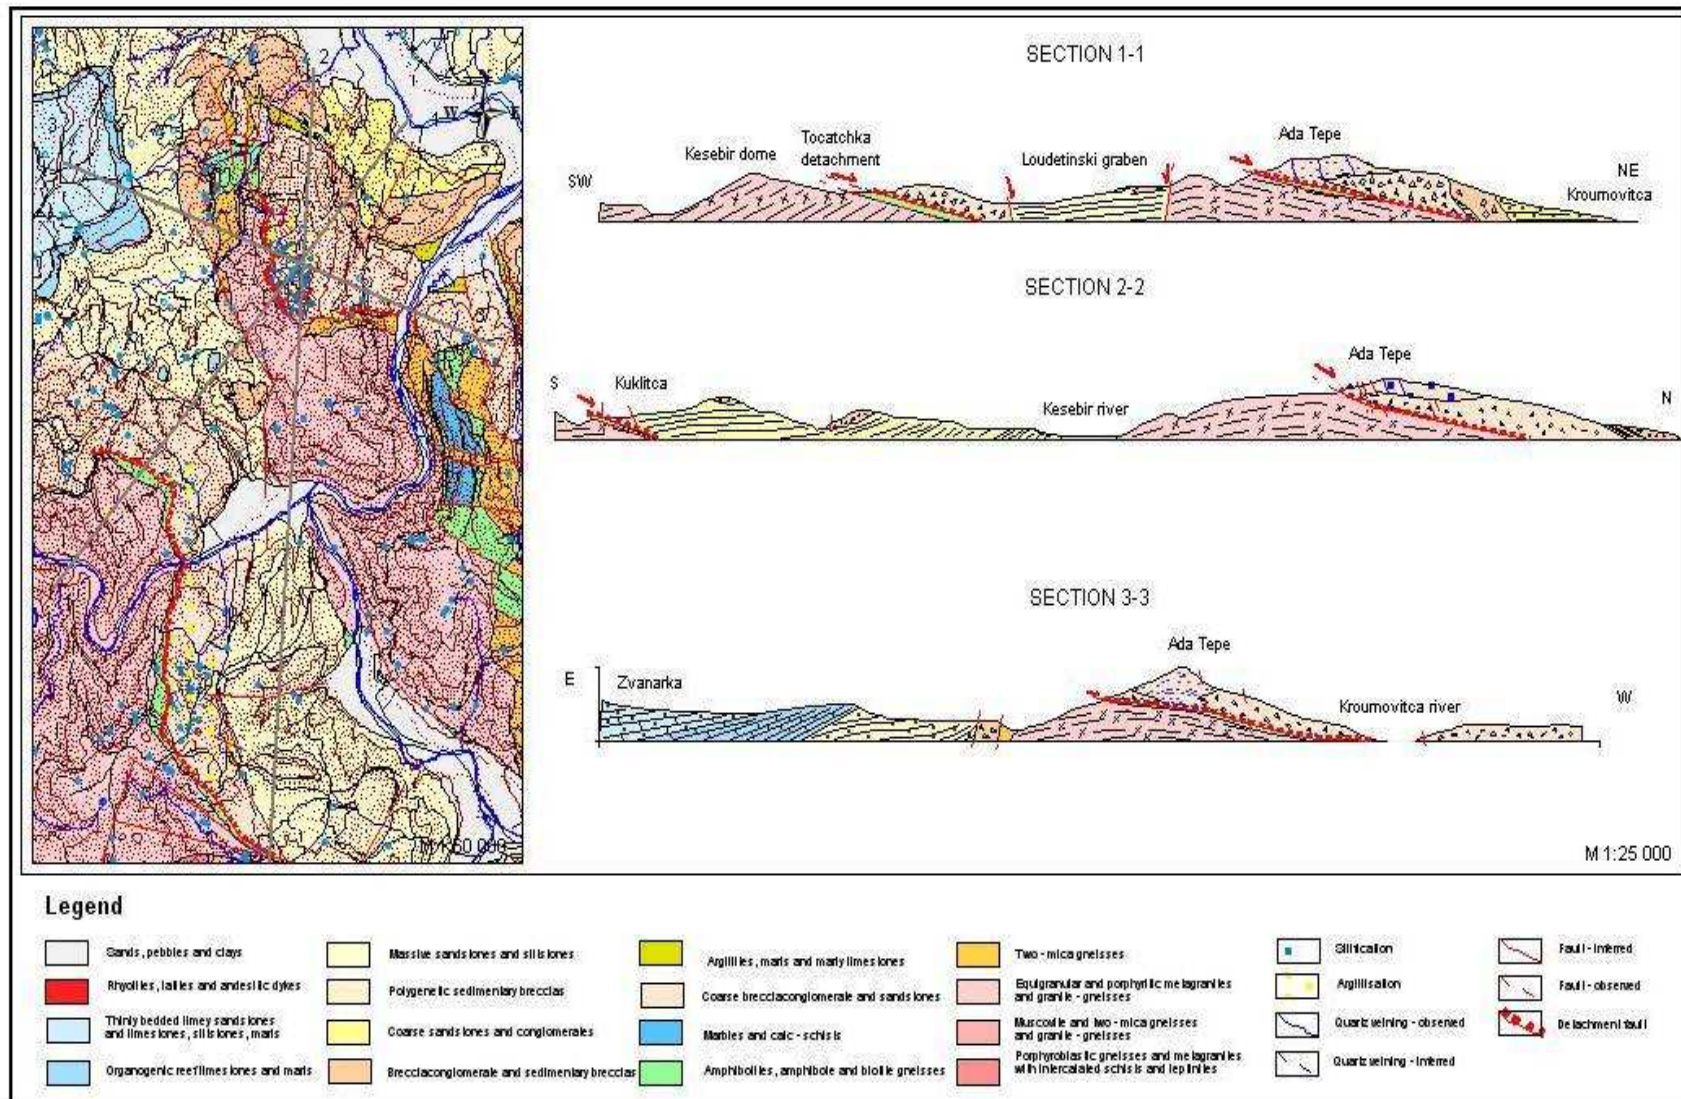 2
W
E
S
3
M 1:50 000
SECTION 1-1
Ada Tepe
Tocatchka
detachment
Kesebir dome
Loudetinski graben
SW
NE
Kroumovitca
SECTION 2-2
Ada Tepe
S
Kuklitca
Kesebir river
N
SECTION 3-3
Ada Tepe
E
Zvanarka
Kroumovitca river
W
M 1:25 000
Legend
Sands, pebbles and clays
Rhyolites, latites and andesitic dykes
Thinly bedded limey sandstones
and limestones, siltstones, marls
Organogenic reef limestones and marls
Massive sandstones and siltstones
Polygenetic sedimentary breccias
Coarse sandstones and conglomerates
Brecciaconglomerate and sedimentary breccias
Argillites, marls and marly limestones
Coarse brecciaconglomerate and sandstones
Marbles and calc - schists
Amphibolites, amphibole and biotite gneisses
Two - mica gneisses
Equigranular and porphyritic metagranites
and granite - gneisses
Muscovite and two - mica gneisses
and granite - gneisses
Porphyroblastic gneisses and metagranites
with intercalated schists and leptinites
Silification
Argillisation
Quartz veining - observed
Quartz veining - inferred
Fault - inferred
Fault - observed
Detachment fault